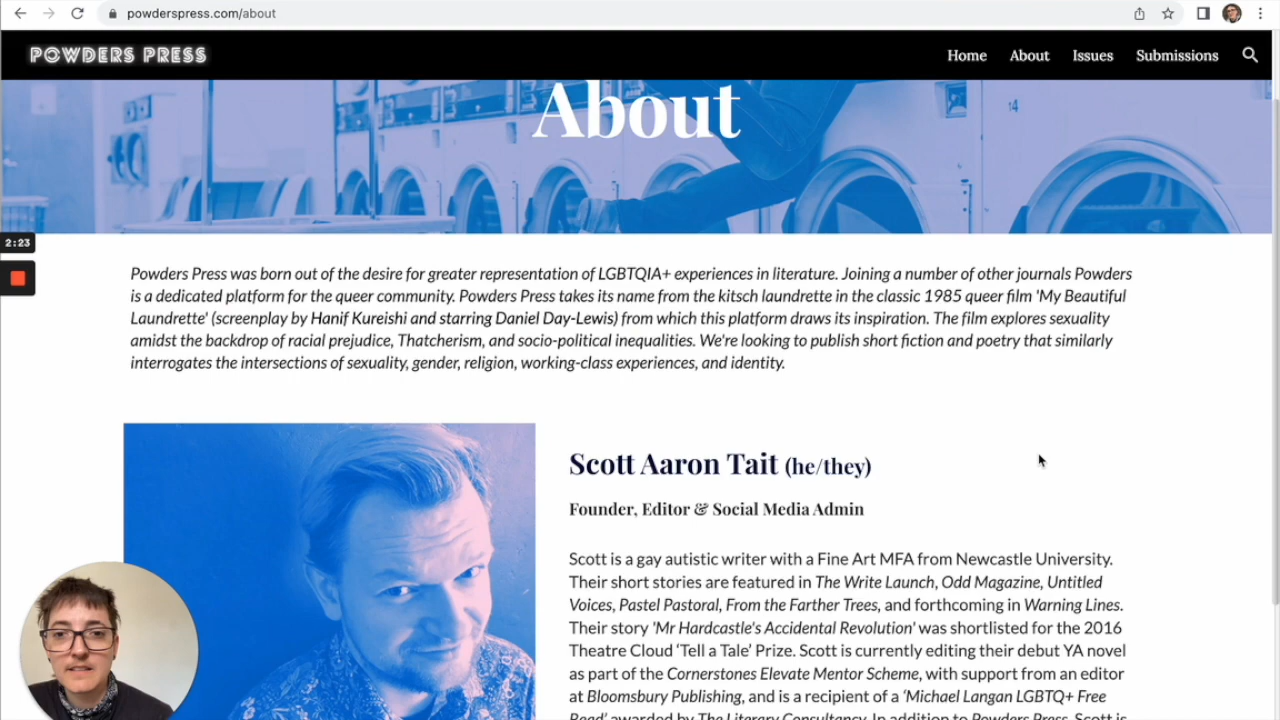 powderspress.com/about
POWDERS PRESS
Home About Issues Submissions
About
2:23
Powders Press was born out of the desire for greater representation of LGBTQIA+ experiences in literature. Joining a number of other journals Powders
is a dedicated platform for the queer community. Powders Press takes its name from the kitsch laundrette in the classic 1985 queer film 'My Beautiful
Laundrette' (screenplay by Hanif Kureishi and starring Daniel Day-Lewis) from which this platform draws its inspiration. The film explores sexuality
amidst the backdrop of racial prejudice, Thatcherism, and socio-political inequalities. We're looking to publish short fiction and poetry that similarly
interrogates the intersections of sexuality, gender, religion, working-class experiences, and identity.
Scott Aaron Tait (he/they)
Founder, Editor & Social Media Admin
Scott is a gay autistic writer with a Fine Art MFA from Newcastle University.
Their short stories are featured in The Write Launch, Odd Magazine, Untitled
Voices, Pastel Pastoral, From the Farther Trees, and forthcoming in Warning Lines.
Their story 'Mr Hardcastle's Accidental Revolution' was shortlisted for the 2016
Theatre Cloud 'Tell a Tale' Prize. Scott is currently editing their debut YA novel
as part of the Cornerstones Elevate Mentor Scheme, with support from an editor
at Bloomsbury Publishing, and is a recipient of a 'Michael Langan LGBTQ+ Free
Read' awarded by The Literary Consultancy. In addition to Powders Press, Scott is